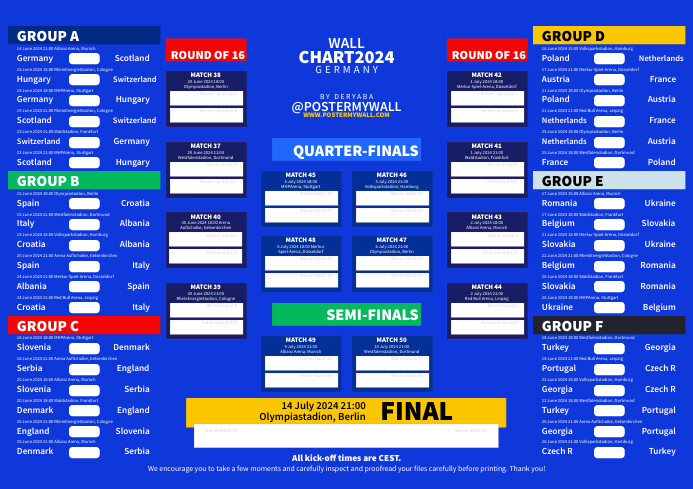 GROUP A
14 June 2024 21:00 Allianz Arena, Munich
Germany Scotland
15 June 2024 15:00 RheinEnergieStadion, Cologne
Hungary Switzerland
19 June 2024 18:00 MHPArena, Stuttgart
Germany Hungary
19 June 2024 21:00 RheinEnergieStadion, Cologne
Scotland Switzerland
23 June 2024 21:00 Waldstadion, Frankfurt
Switzerland Germany
23 June 2024 21:00 MHPArena, Stuttgart
Scotland Hungary
GROUP B
15 June 2024 18:00 Olympiastadion, Berlin
Spain Croatia
15 June 2024 21:00 Westfalenstadion, Dortmund
Italy Albania
19 June 2024 15:00 Volksparkstadion, Hamburg
Croatia Albania
20 June 2024 21:00 Arena AufSchalke, Gelsenkirchen
Spain Italy
24 June 2024 21:00 Merkur Spiel-Arena, Düsseldorf
Albania Spain
24 June 2024 21:00 Red Bull Arena, Leipzig
Croatia Italy
GROUP C
16 June 2024 18:00 MHPArena, Stuttgart
Slovenia Denmark
16 June 2024 21:00 Arena AufSchalke, Gelsenkirchen
Serbia England
20 June 2024 15:00 Allianz Arena, Munich
Slovenia Serbia
20 June 2024 18:00 Waldstadion, Frankfurt
Denmark England
25 June 2024 21:00 RheinEnergieStadion, Cologne
England Slovenia
25 June 2024 21:00 Allianz Arena, Munich
Denmark Serbia
ROUND OF 16
MATCH 38
29 June 2024 18:00
Olympiastadion, Berlin
MATCH 37
29 June 2024 21:00
Westfalenstadion, Dortmund
MATCH 40
30 June 2024 18:00 Arena
AufSchalke, Gelsenkirchen
MATCH 39
30 June 2024 21:00
RheinEnergieStadion, Cologne
WALL
CHART2024
GERMANY
BY DERYABA
@POSTERMYWALL
WWW.POSTERMYWALL.COM
QUARTER-FINALS
MATCH 45
5 July 2024 18:00
MHPArena, Stuttgart
MATCH 46
5 July 2024 21:00
Volksparkstadion, Hamburg
MATCH 48
6 July 2024 18:00 Merkur
Spiel-Arena, Düsseldorf
MATCH 47
6 July 2024 21:00
Olympiastadion, Berlin
SEMI-FINALS
MATCH 49
9 July 2024 21:00
Allianz Arena, Munich
MATCH 50
10 July 2024 21:00
Westfalenstadion, Dortmund
ROUND OF 16
MATCH 42
1 July 2024 18:00
Merkur Spiel-Arena, Düsseldorf
MATCH 41
1 July 2024 21:00
Waldstadion, Frankfurt
MATCH 43
2 July 2024 18:00
Allianz Arena, Munich
MATCH 44
2 July 2024 21:00
Red Bull Arena, Leipzig
GROUP D
16 June 2024 15:00 Volksparkstadion, Hamburg
Poland Netherlands
17 June 2024 21:00 Merkur Spiel-Arena, Düsseldorf
Austria France
21 June 2024 18:00 Olympiastadion, Berlin
Poland Austria
21 June 2024 21:00 Red Bull Arena, Leipzig
Netherlands France
25 June 2024 18:00 Olympiastadion, Berlin
Netherlands Austria
25 June 2024 18:00 Westfalenstadion, Dortmund
France Poland
GROUP E
17 June 2024 15:00 Allianz Arena, Munich
Romania Ukraine
17 June 2024 18:00 Waldstadion, Frankfurt
Belgium Slovakia
21 June 2024 15:00 Merkur Spiel-Arena, Düsseldorf
Slovakia Ukraine
22 June 2024 21:00 RheinEnergieStadion, Cologne
Belgium Romania
26 June 2024 18:00 Waldstadion, Frankfurt
Slovakia Romania
26 June 2024 18:00 MHPArena, Stuttgart
Ukraine Belgium
GROUP F
18 June 2024 18:00 Westfalenstadion, Dortmund
Turkey Georgia
18 June 2024 21:00 Red Bull Arena, Leipzig
Portugal Czech R
22 June 2024 15:00 Volksparkstadion, Hamburg
Georgia Czech R
22 June 2024 18:00 Westfalenstadion, Dortmund
Turkey Portugal
26 June 2024 21:00 Arena AufSchalke, Gelsenkirchen
Georgia Portugal
26 June 2024 21:00 Volksparkstadion, Hamburg
Czech R Turkey
14 July 2024 21:00
Olympiastadion, Berlin
FINAL
All kick-off times are CEST.
We encourage you to take a few moments and carefully inspect and proofread your files carefully before printing. Thank you!